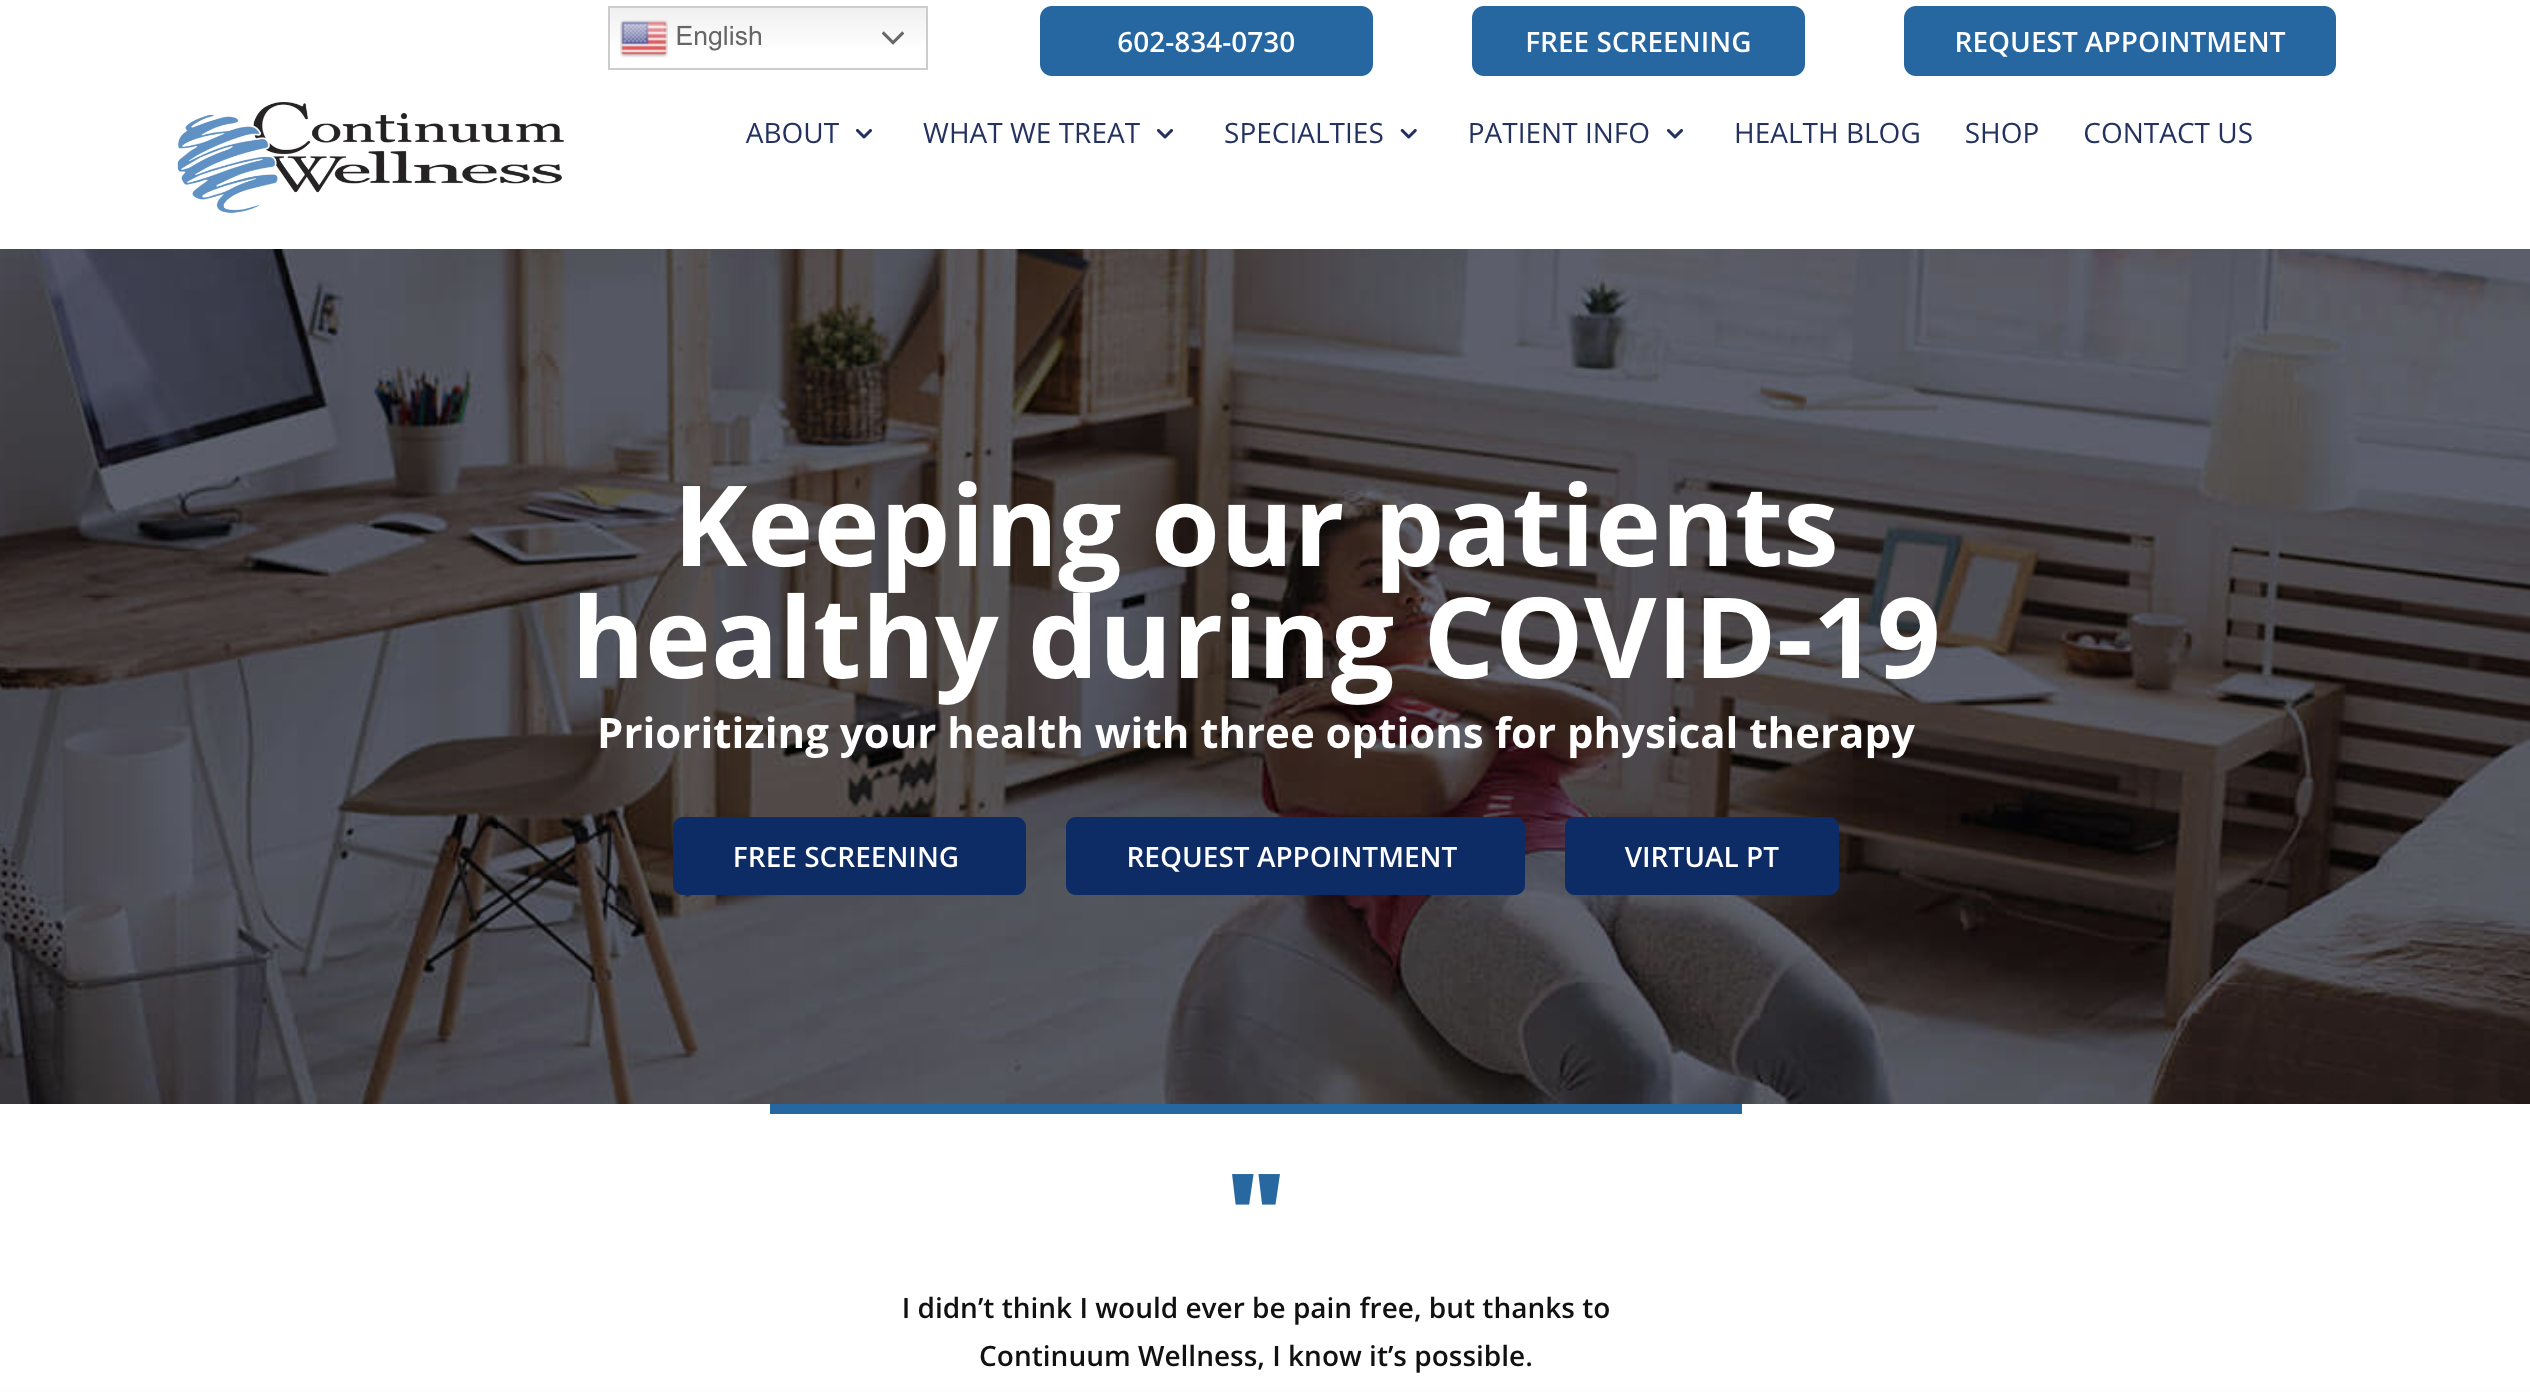 English
602-834-0730
FREE SCREENING
REQUEST APPOINTMENT
Continuum
Wellness
ABOUT
WHAT WE TREAT
SPECIALTIES
PATIENT INFO
HEALTH BLOG
SHOP
CONTACT US
Keeping our patients
healthy during COVID-19
Prioritizing your health with three options for physical therapy
FREE SCREENING
REQUEST APPOINTMENT
VIRTUAL PT
"
I didn’t think I would ever be pain free, but thanks to
Continuum Wellness, I know it’s possible.